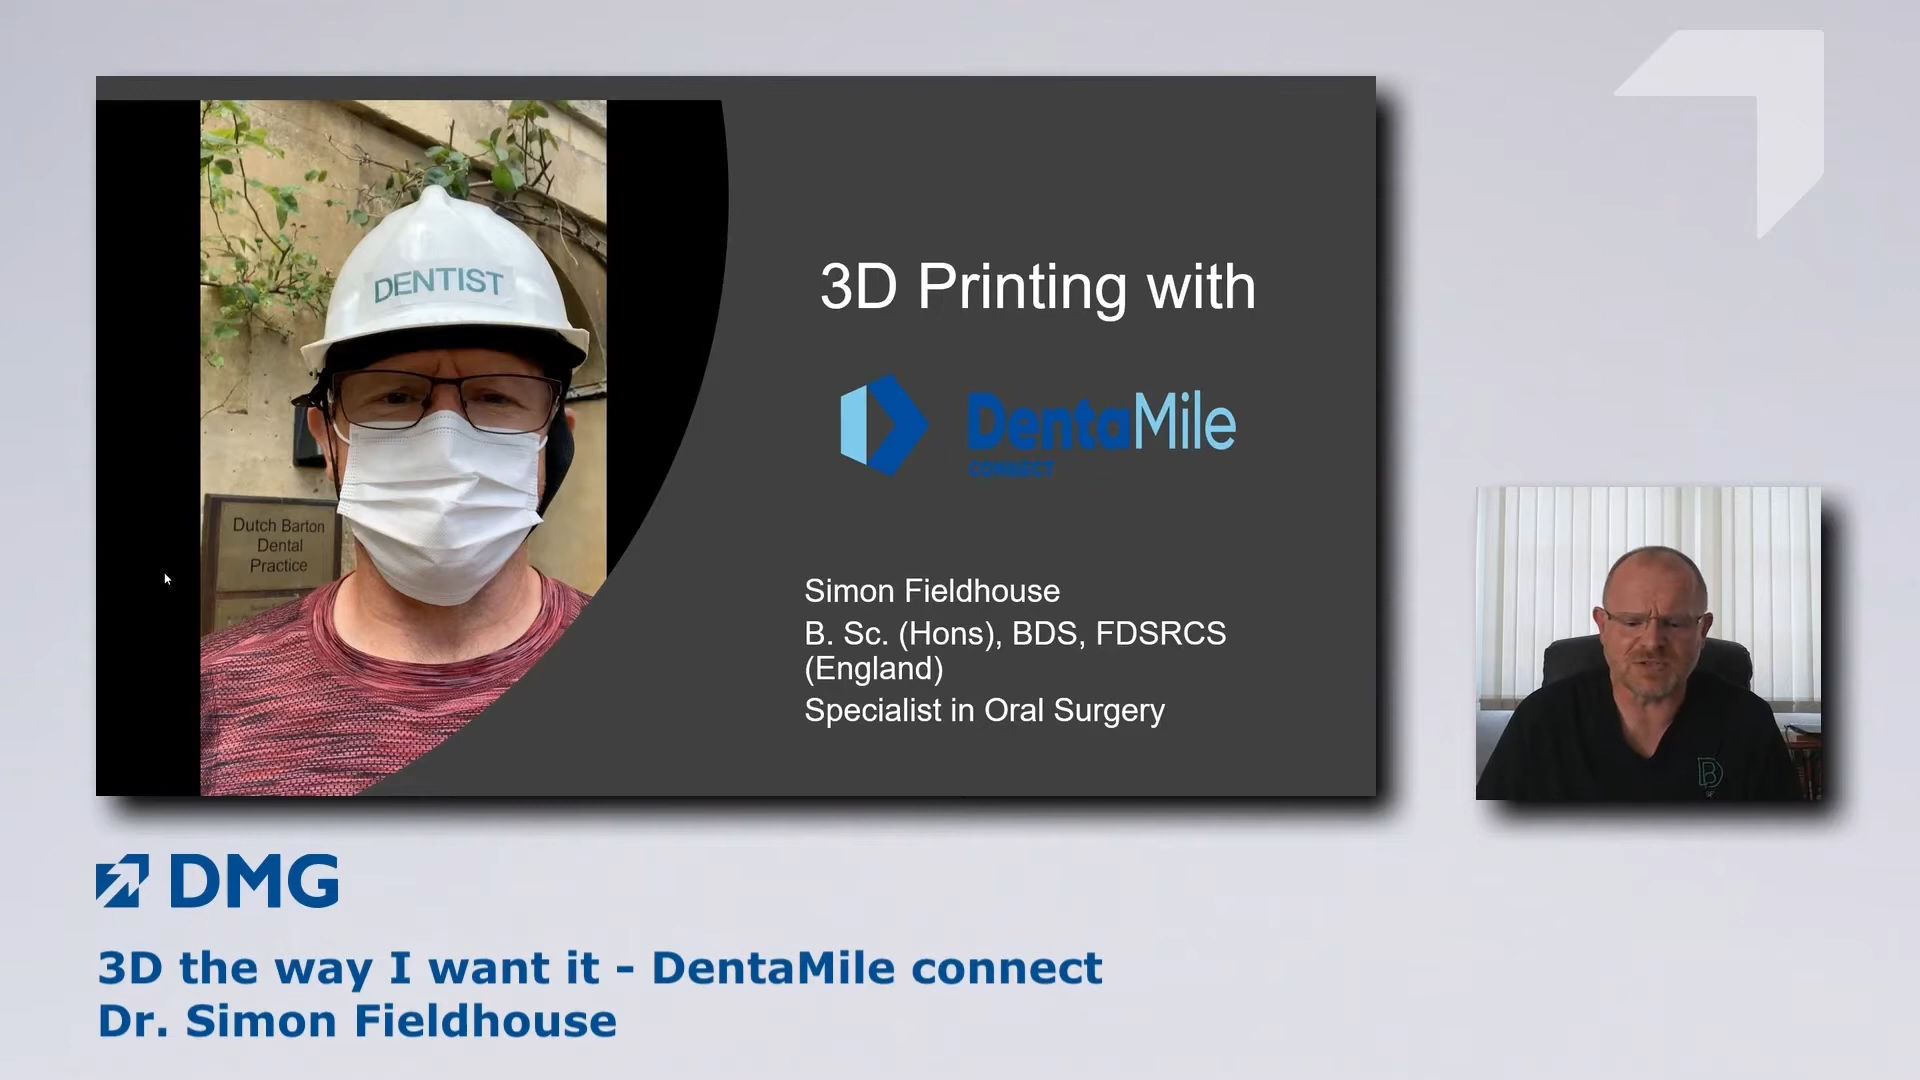 DENTIST
Dutch Barton
Dental
Practice
3D Printing with
DentaMile
CONNECT
Simon Fieldhouse
B. Sc. (Hons), BDS, FDSRCS
(England)
Specialist in Oral Surgery
DMG
3D the way I want it - DentaMile connect
Dr. Simon Fieldhouse